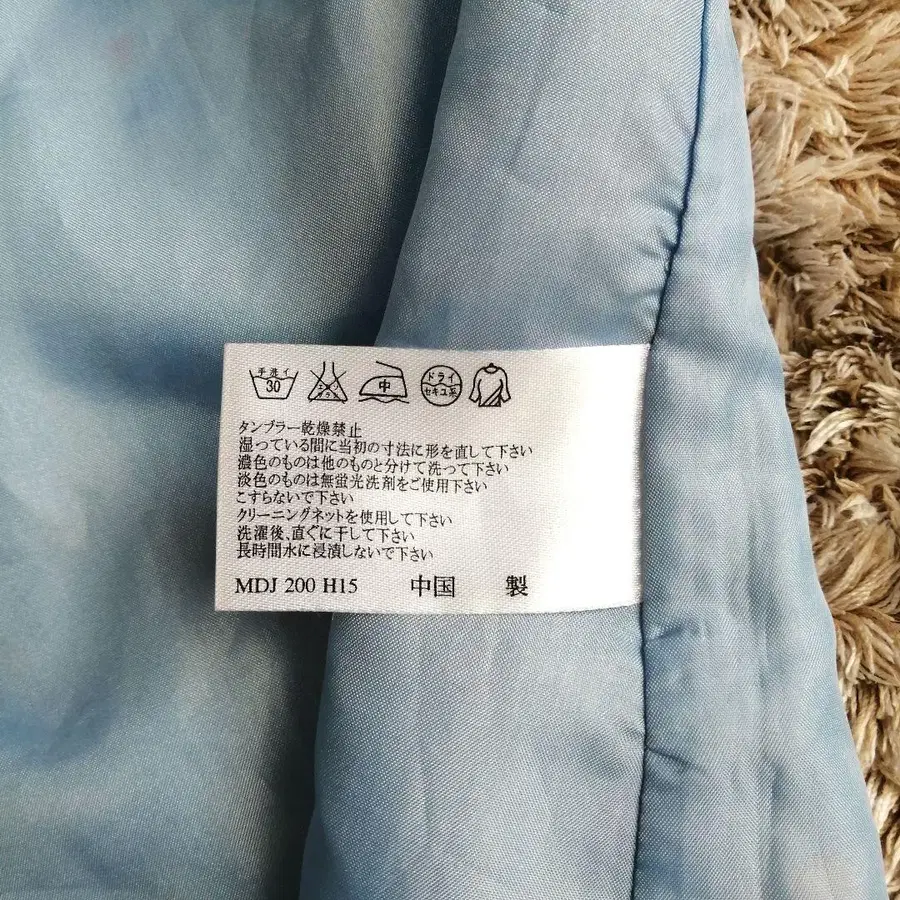 手洗イ 30 エンソ サラシ 中 ドライ セキユ系
タンブラー乾燥禁止
湿っている間に当初の寸法に形を直して下さい
濃色のものは他のものと分けて洗って下さい
淡色のものは無蛍光洗剤をご使用下さい
こすらないで下さい
クリーニングネットを使用して下さい
洗濯後、直ぐに干して下さい
長時間水に浸漬しないで下さい
MDJ 200 H15 中国 製